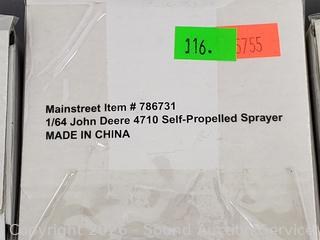 116.
5755
Mainstreet Item # 786731
1/64 John Deere 4710 Self-Propelled Sprayer
MADE IN CHINA
Copyright 2026 - Sound Auction Service